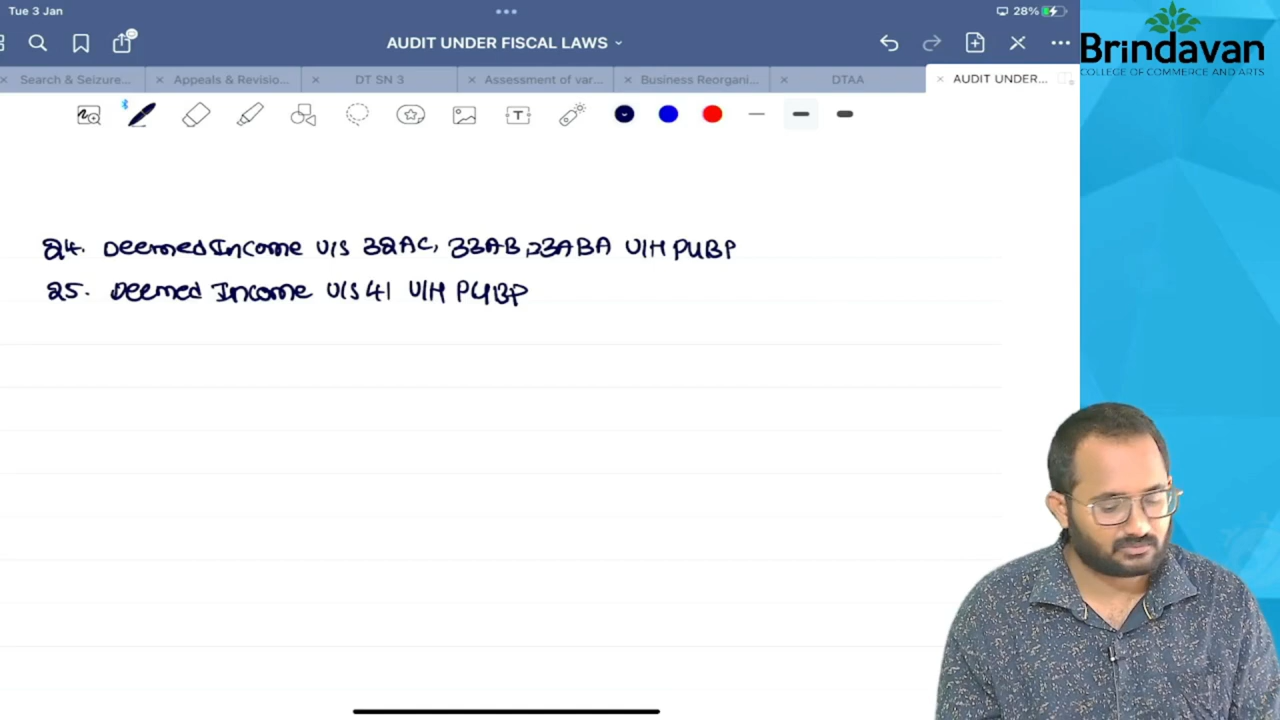 Tue 3 Jan
28%
AUDIT UNDER FISCAL LAWS
Brindavan
COLLEGE OF COMMERCE AND ARTS
Search & Seizure...
Appeals & Revisio...
DT SN 3
Assessment of var...
Business Reorgani...
DTAA
AUDIT UNDER...
T
24. Deemed Income U/S 32AC, 33AB, 33ABA U/H PUBP
25. Deemed Income U/S 41 U/H PYBP